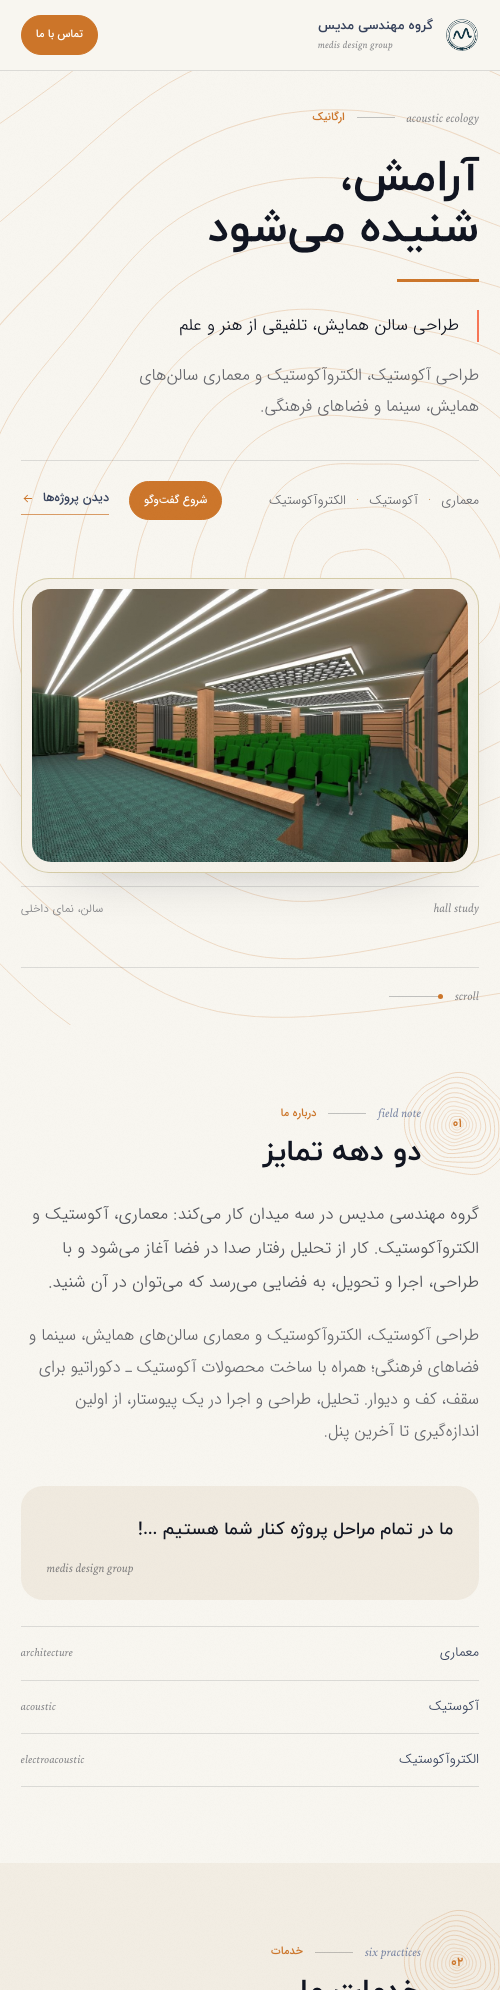 گروه مهندسی مدیس
medis design group
تماس با ما
acoustic ecology
ارگانیک
آرامش،
شنیده می‌شود
طراحی سالن همایش، تلفیقی از هنر و علم
طراحی آکوستیک، الکتروآکوستیک و معماری سالن‌های
همایش، سینما و فضاهای فرهنگی.
معماری · آکوستیک · الکتروآکوستیک
شروع گفت‌وگو
دیدن پروژه‌ها ←
hall study
سالن، نمای داخلی
scroll
۰۱
field note
درباره ما
دو دهه تمایز
گروه مهندسی مدیس در سه میدان کار می‌کند: معماری، آکوستیک و
الکتروآکوستیک. کار از تحلیل رفتار صدا در فضا آغاز می‌شود و با
طراحی، اجرا و تحویل، به فضایی می‌رسد که می‌توان در آن شنید.
طراحی آکوستیک، الکتروآکوستیک و معماری سالن‌های همایش، سینما و
فضاهای فرهنگی؛ همراه با ساخت محصولات آکوستیک ـ دکوراتیو برای
سقف، کف و دیوار. تحلیل، طراحی و اجرا در یک پیوستار، از اولین
اندازه‌گیری تا آخرین پنل.
ما در تمام مراحل پروژه کنار شما هستیم ...!
medis design group
معماری
architecture
آکوستیک
acoustic
الکتروآکوستیک
electroacoustic
۰۲
six practices
خدمات
خدمات ما